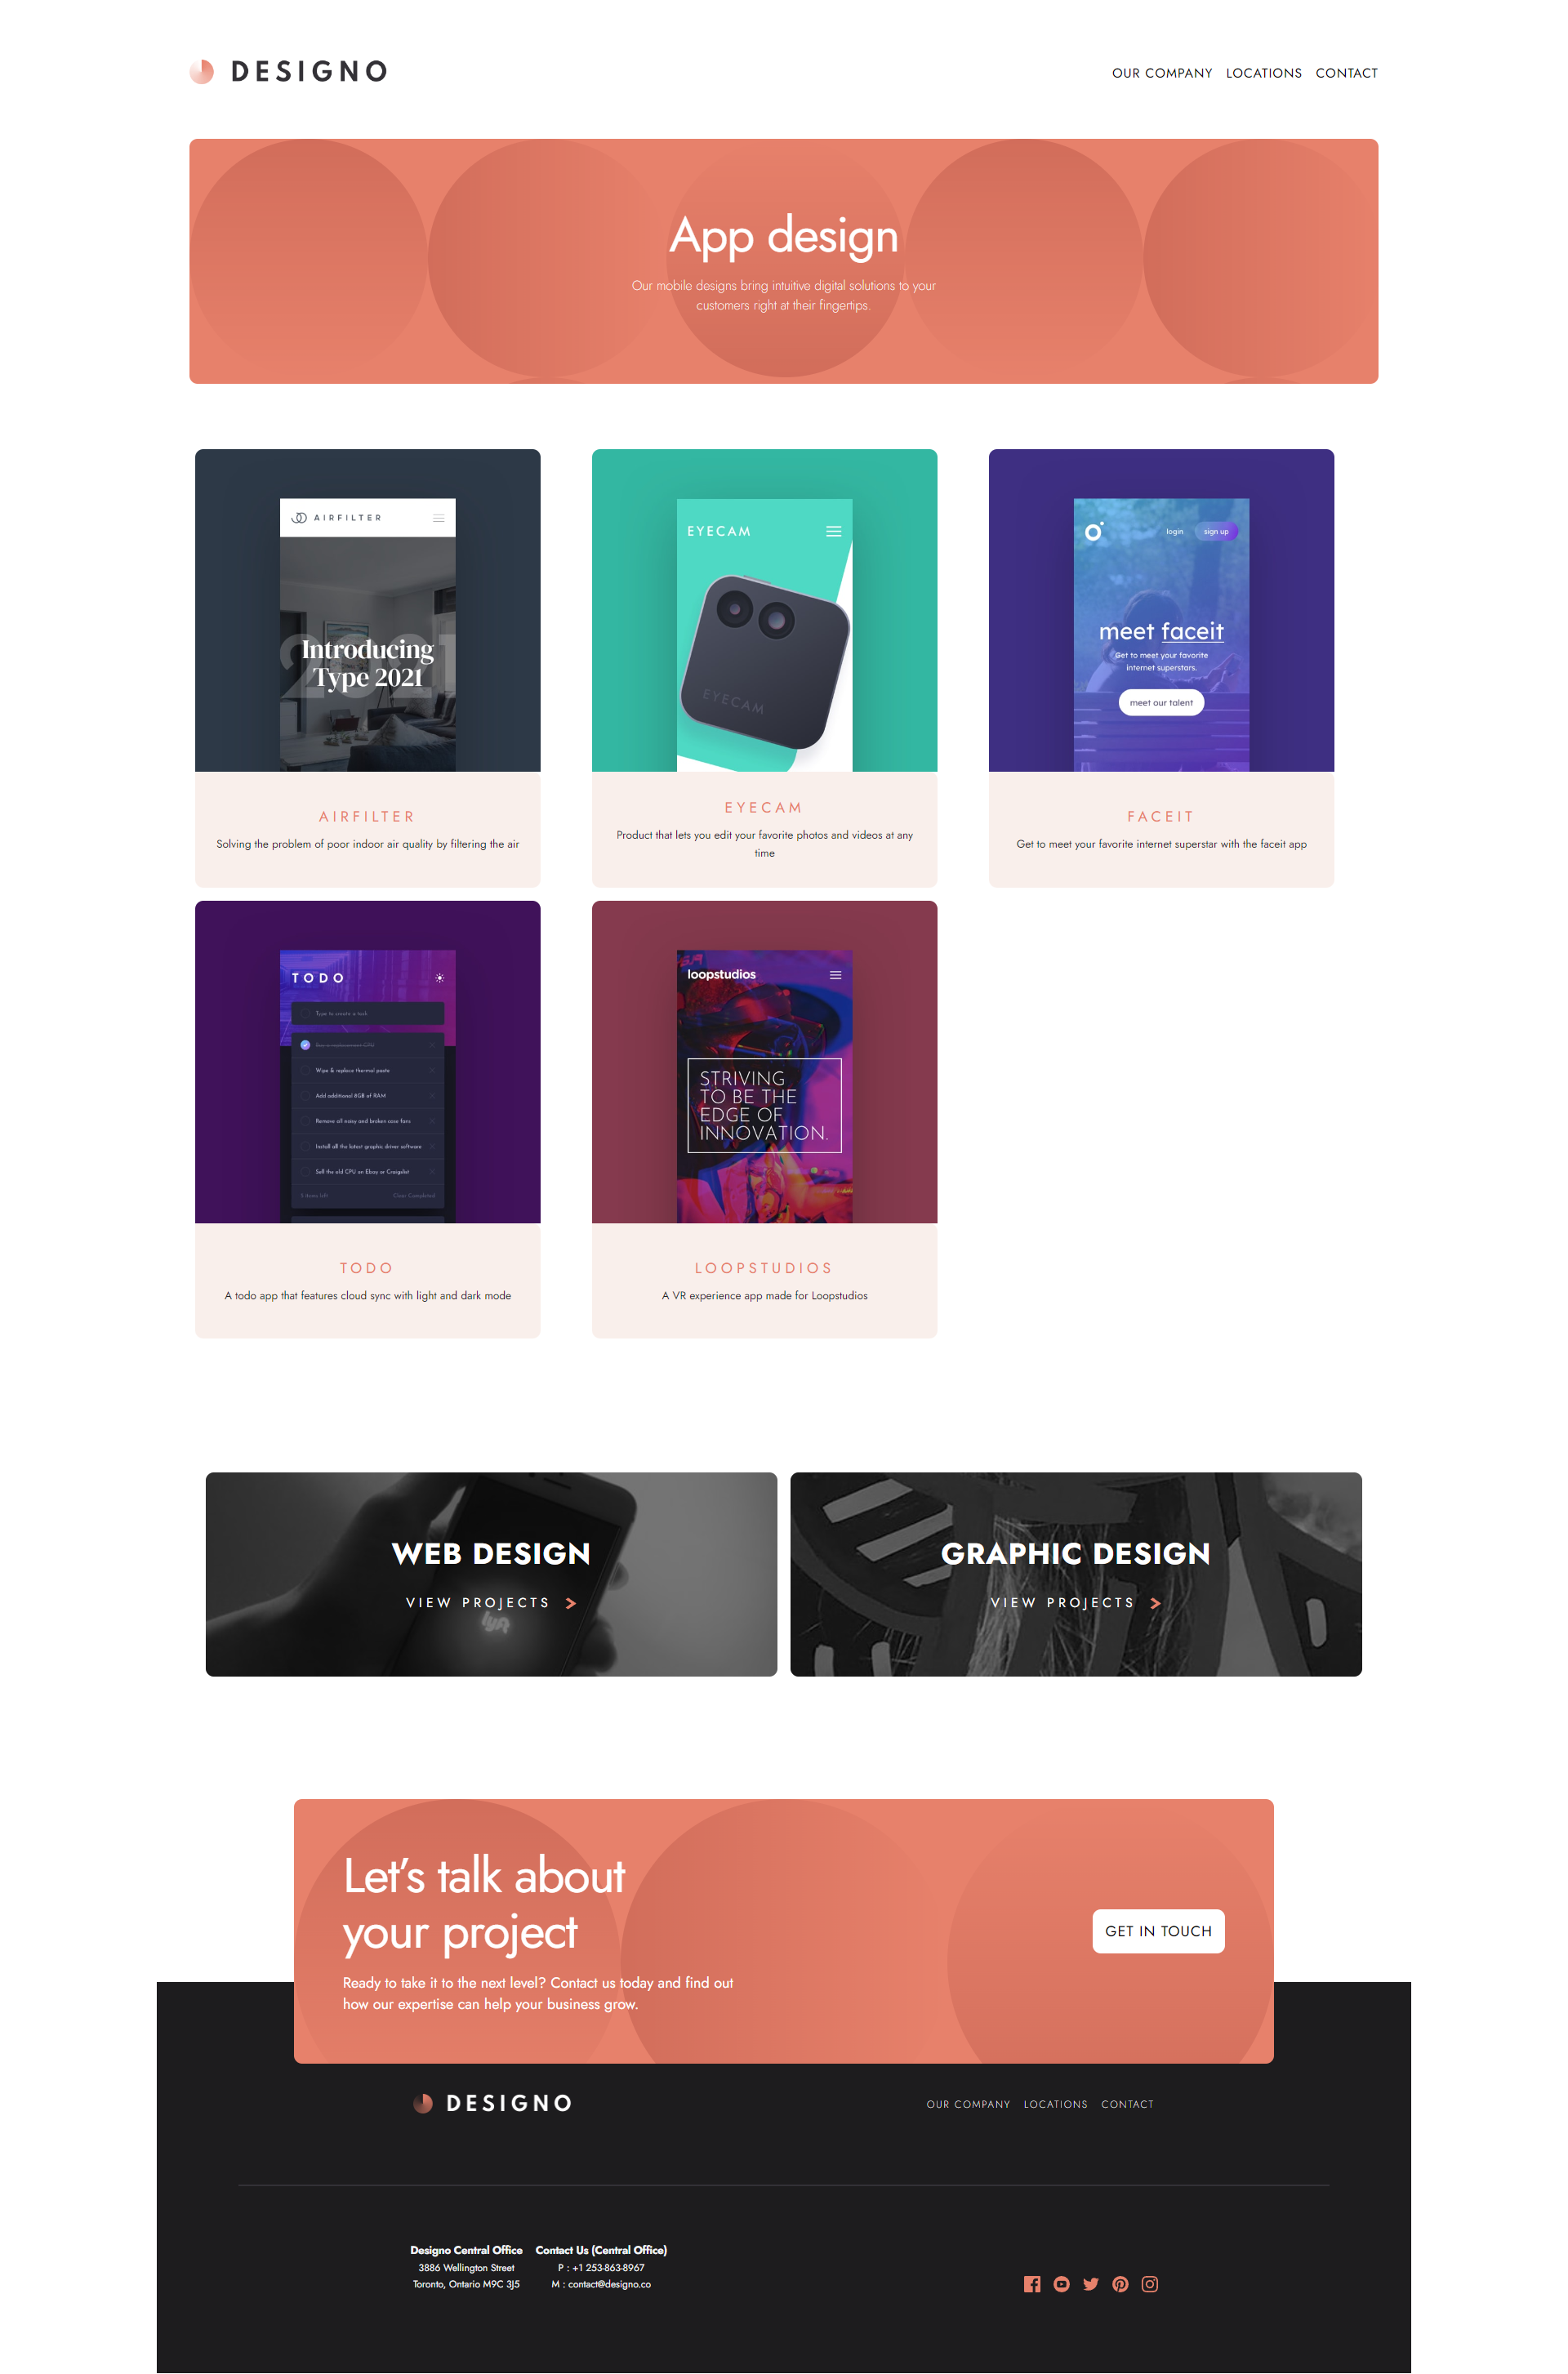 DESIGNO
OUR COMPANY LOCATIONS CONTACT
App design
Our mobile designs bring intuitive digital solutions to your
customers right at their fingertips.
AIRFILTER
2021
Introducing
Type 2021
AIRFILTER
Solving the problem of poor indoor air quality by filtering the air
EYECAM
EYECAM
EYECAM
Product that lets you edit your favorite photos and videos at any
time
login sign up
meet faceit
Get to meet your favorite
internet superstars.
meet our talent
FACEIT
Get to meet your favorite internet superstar with the faceit app
TODO
Type to create a task
Buy a replacement CPU
Wipe & replace thermal paste
Add additional 8GB of RAM
Remove all noisy and broken case fans
Install all the latest graphic driver software
Sell the old CPU on Ebay or Craigslist
items left Clear Completed
TODO
A todo app that features cloud sync with light and dark mode
loopstudios
STRIVING
TO BE THE
EDGE OF
INNOVATION.
LOOPSTUDIOS
A VR experience app made for Loopstudios
WEB DESIGN
VIEW PROJECTS
lyft
GRAPHIC DESIGN
VIEW PROJECTS
Let's talk about
your project
Ready to take it to the next level? Contact us today and find out
how our expertise can help your business grow.
GET IN TOUCH
DESIGNO
OUR COMPANY LOCATIONS CONTACT
Designo Central Office
3886 Wellington Street
Toronto, Ontario M9C 3J5
Contact Us (Central Office)
P : +1 253-863-8967
M : contact@designo.co